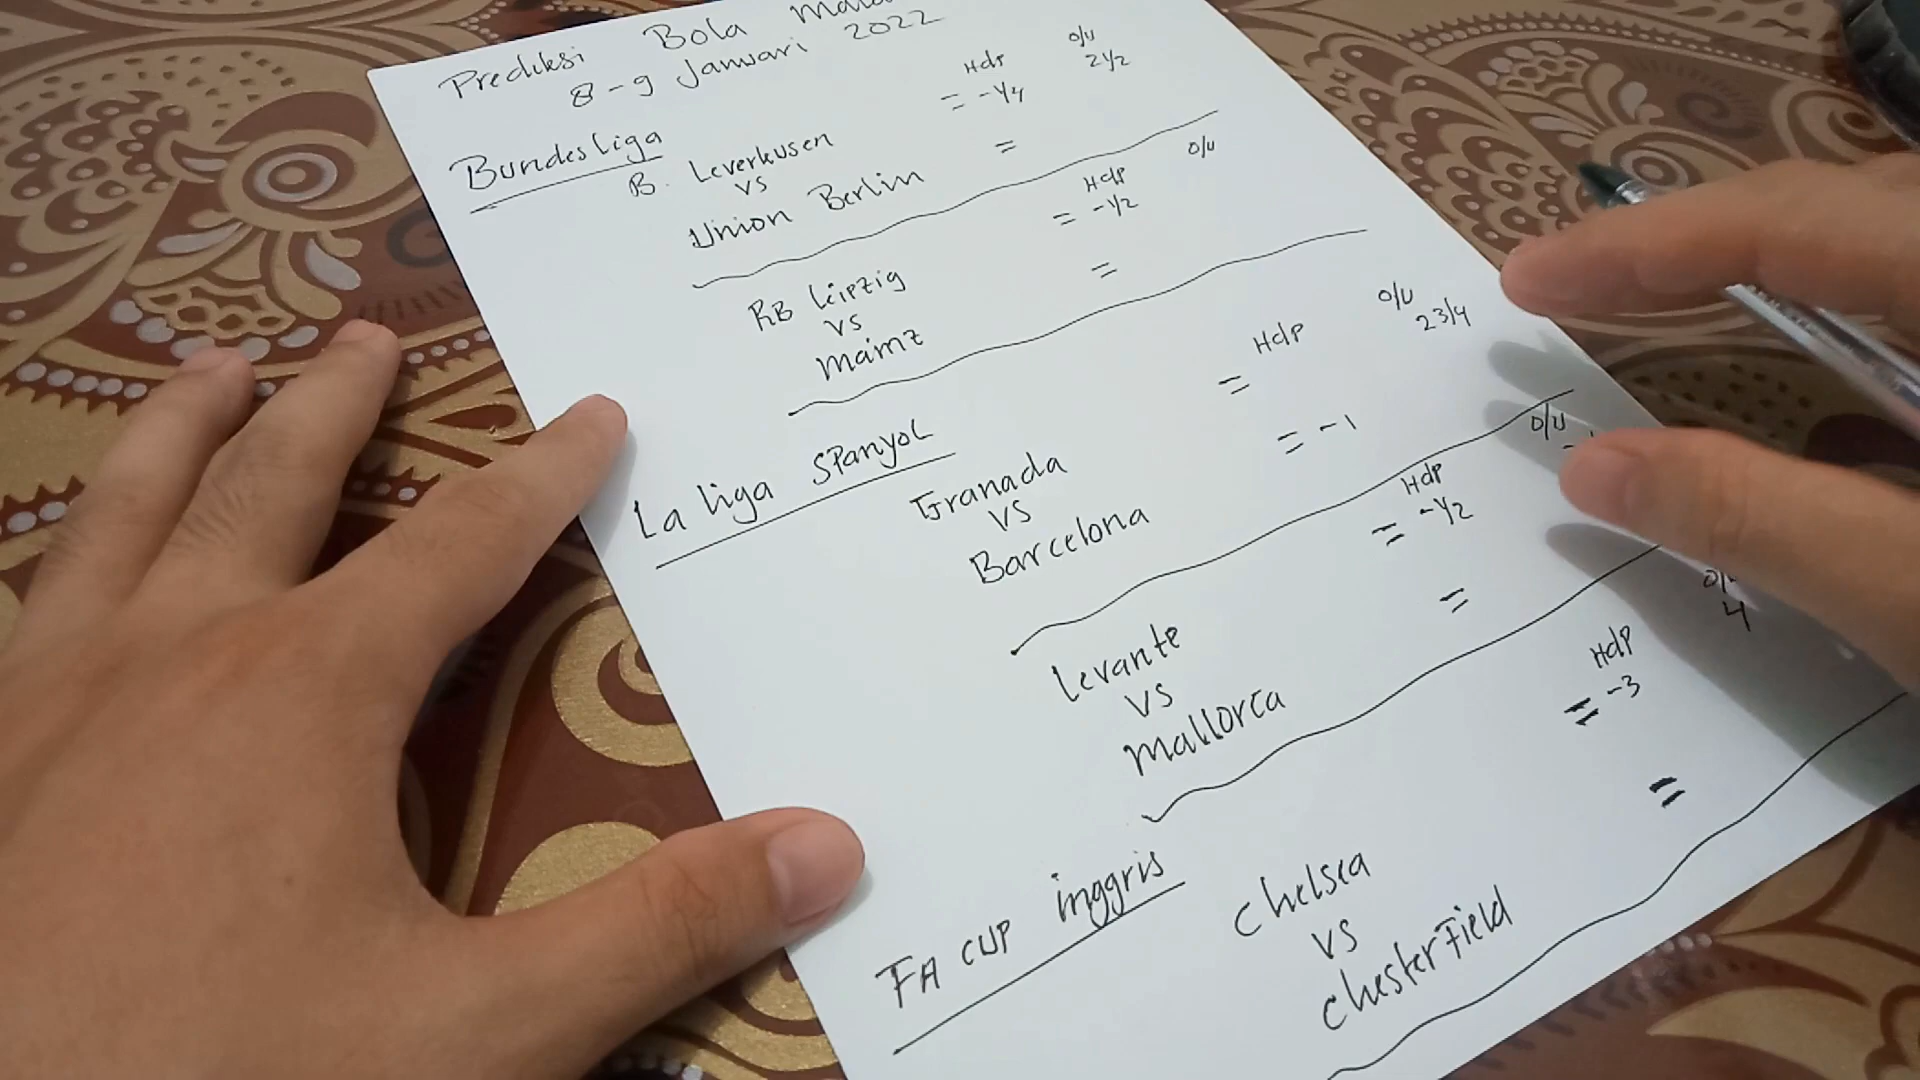 Prediksi Bola
8-9 Januari 2022
Bundesliga
Hdp O/U
B. Leverkusen = -1/4 2 1/2
vs
Union Berlin =
Hdp O/U
RB Leipzig = -1/2
vs
Mainz =
La liga Spanyol
Hdp O/U
Granada = 2 3/4
vs
Barcelona = -1
Hdp O/U
Levante = -1/2
vs
Mallorca =
FA CUP inggris
Hdp
Chelsea = -3 4
vs
Chesterfield =